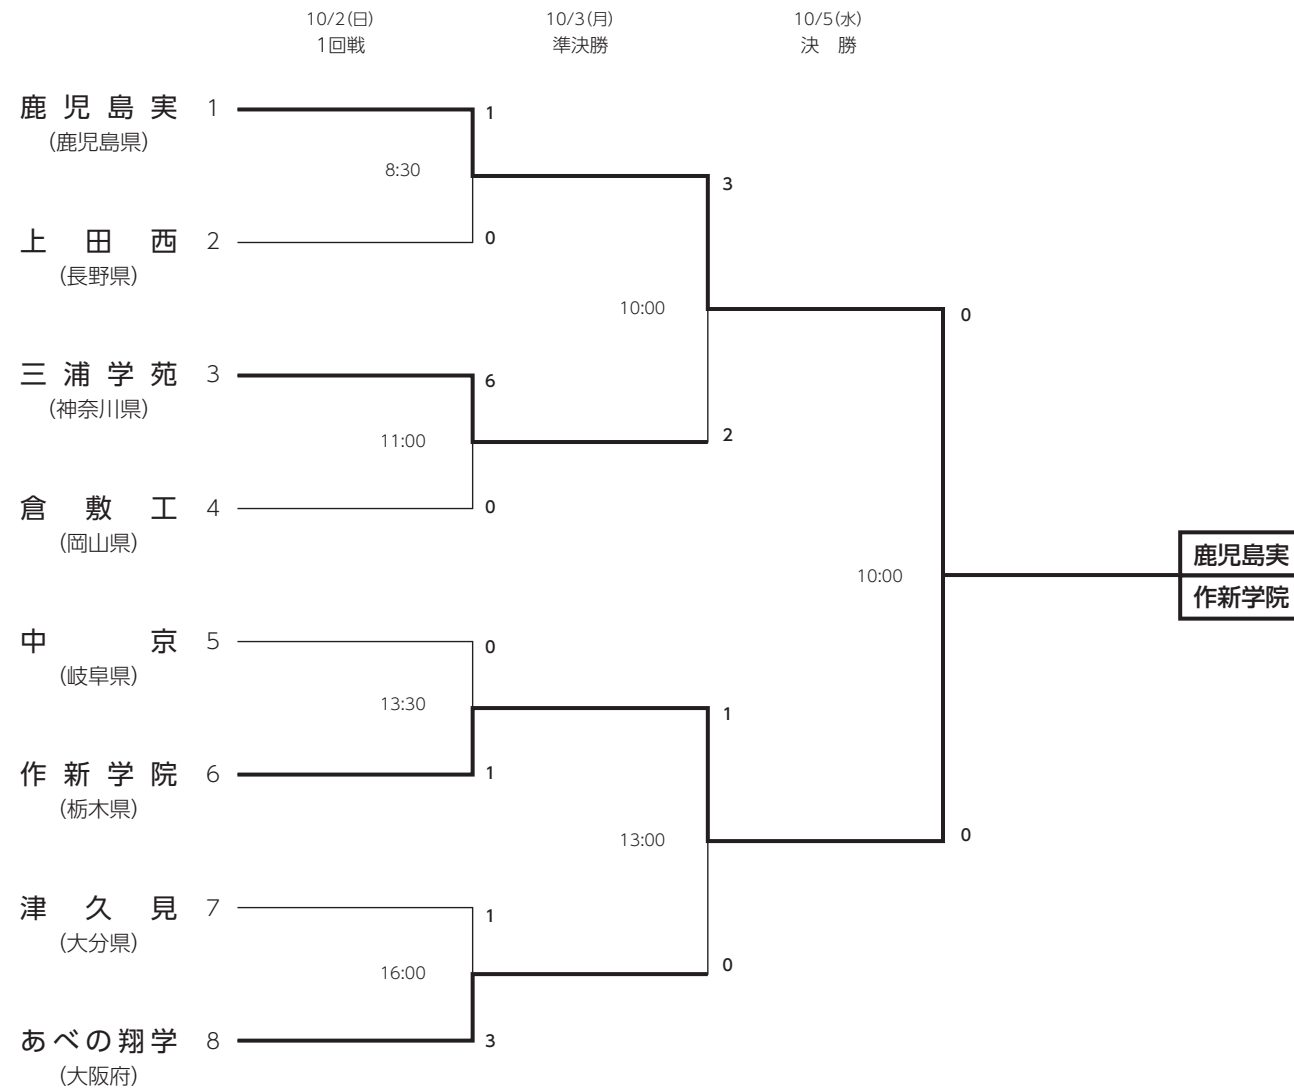 10/2(日) 10/3(月) 10/5(水)
1回戦 準決勝 決 勝
鹿児島実 1 1
(鹿児島県)
8:30
3
上田西 2 0
(長野県)
10:00
0
三浦学苑 3 6
(神奈川県)
11:00 2
倉敷工 4 0
(岡山県)
鹿児島実
10:00
作新学院
中京 5 0
(岐阜県)
13:30 1
作新学院 6 1
(栃木県)
13:00 0
津久見 7 1
(大分県)
16:00 0
あべの翔学 8 3
(大阪府)